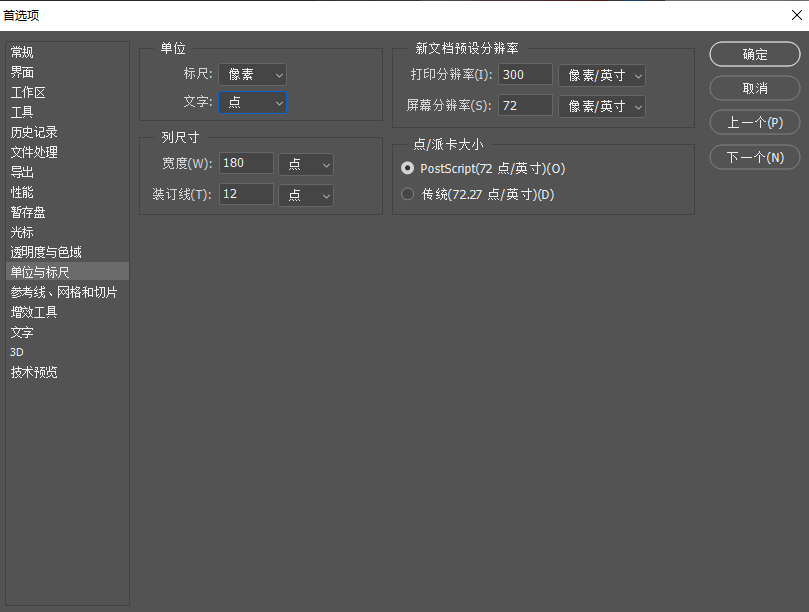 首选项
常规
界面
工作区
工具
历史记录
文件处理
导出
性能
暂存盘
光标
透明度与色域
单位与标尺
参考线、网格和切片
增效工具
文字
3D
技术预览
单位
标尺: 像素
文字: 点
列尺寸
宽度(W): 180 点
装订线(T): 12 点
新文档预设分辨率
打印分辨率(I): 300 像素/英寸
屏幕分辨率(S): 72 像素/英寸
点/派卡大小
PostScript(72 点/英寸)(O)
传统(72.27 点/英寸)(D)
确定
取消
上一个(P)
下一个(N)